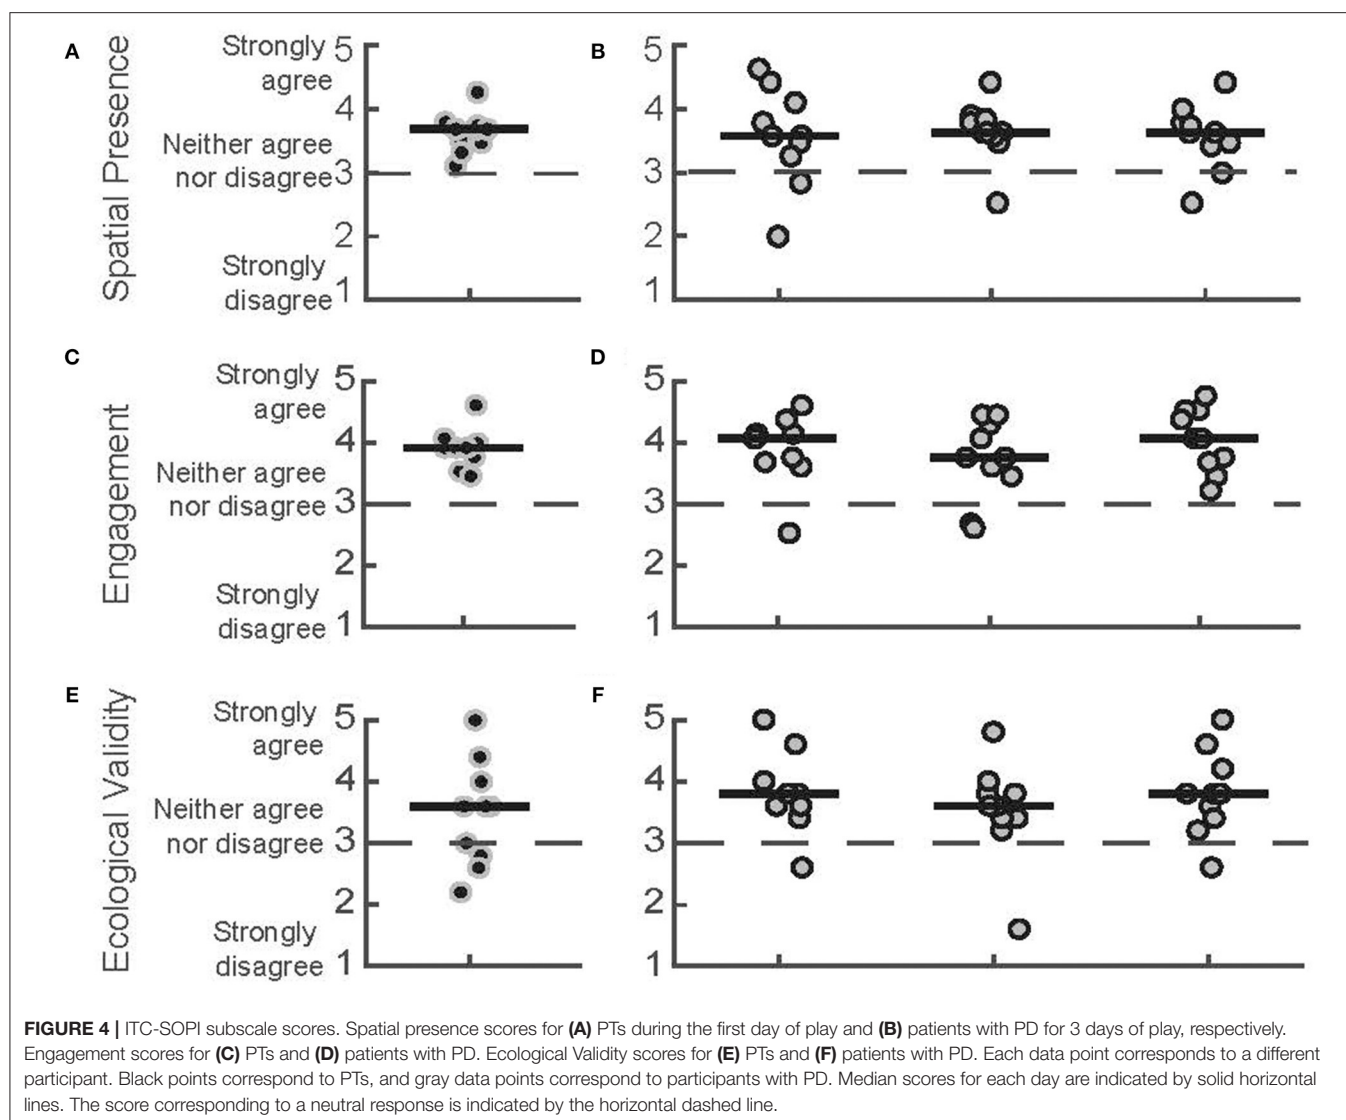 A
Spatial Presence
Strongly
agree
Neither agree
nor disagree
Strongly
disagree
5
4
3
2
1
B
5
4
3
2
1
C
Engagement
Strongly
agree
Neither agree
nor disagree
Strongly
disagree
5
4
3
2
1
D
5
4
3
2
1
E
Ecological Validity
Strongly
agree
Neither agree
nor disagree
Strongly
disagree
5
4
3
2
1
F
5
4
3
2
1
FIGURE 4 | ITC-SOPI subscale scores. Spatial presence scores for (A) PTs during the first day of play and (B) patients with PD for 3 days of play, respectively.
Engagement scores for (C) PTs and (D) patients with PD. Ecological Validity scores for (E) PTs and (F) patients with PD. Each data point corresponds to a different
participant. Black points correspond to PTs, and gray data points correspond to participants with PD. Median scores for each day are indicated by solid horizontal
lines. The score corresponding to a neutral response is indicated by the horizontal dashed line.